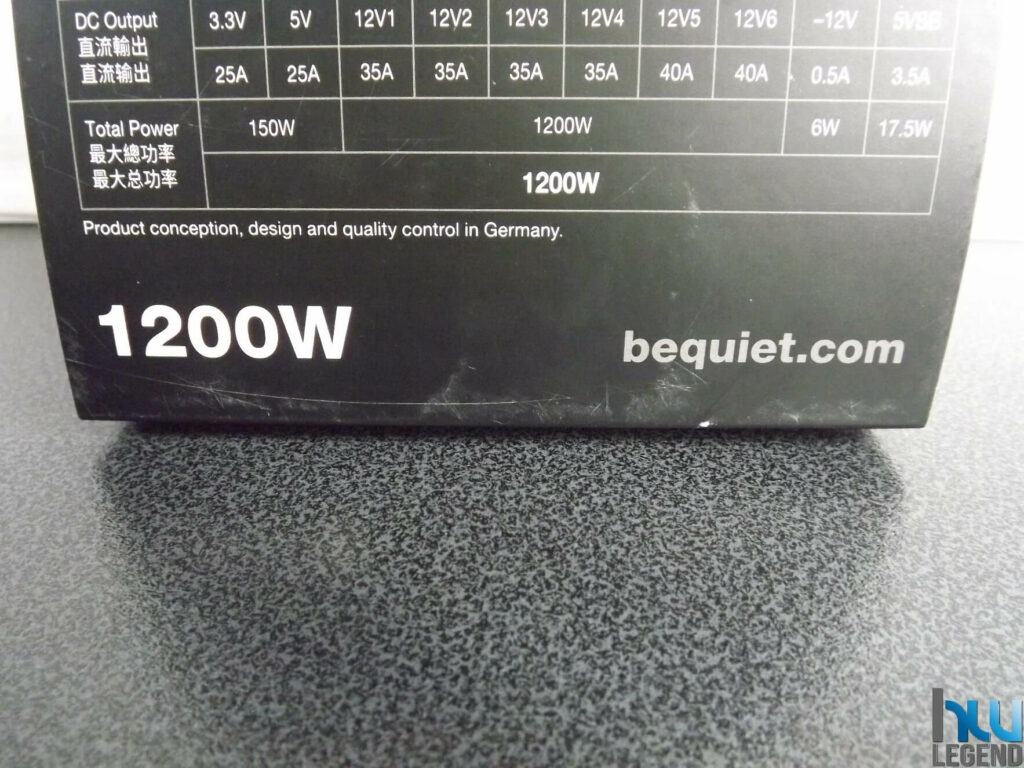 DC Output 3.3V 5V 12V1 12V2 12V3 12V4 12V5 12V6 -12V 5VSB
直流輸出
直流输出 25A 25A 35A 35A 35A 35A 40A 40A 0.5A 3.5A
Total Power 150W 1200W 6W 17.5W
最大總功率
最大总功率 1200W
Product conception, design and quality control in Germany.
1200W bequiet.com
hw
LEGEND